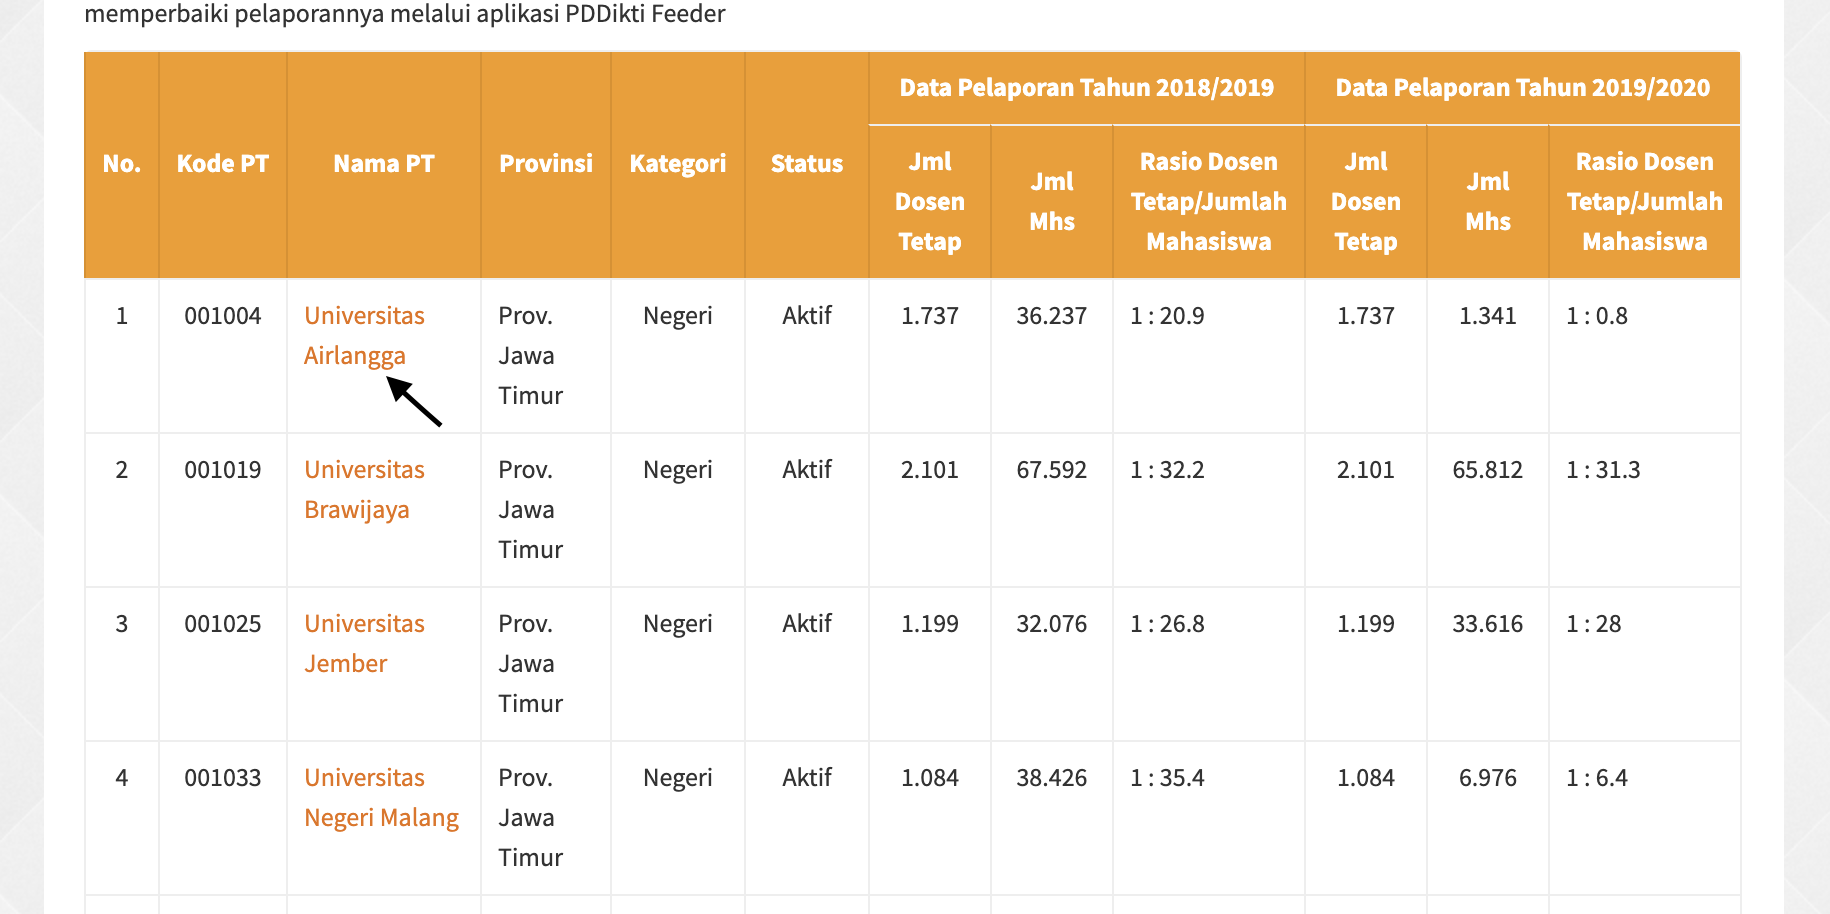 memperbaiki pelaporannya melalui aplikasi PDDikti Feeder
No. Kode PT Nama PT Provinsi Kategori Status Data Pelaporan Tahun 2018/2019 Data Pelaporan Tahun 2019/2020
Jml Dosen Tetap Jml Mhs Rasio Dosen Tetap/Jumlah Mahasiswa Jml Dosen Tetap Jml Mhs Rasio Dosen Tetap/Jumlah Mahasiswa
1 001004 Universitas Airlangga Prov. Jawa Timur Negeri Aktif 1.737 36.237 1 : 20.9 1.737 1.341 1 : 0.8
2 001019 Universitas Brawijaya Prov. Jawa Timur Negeri Aktif 2.101 67.592 1 : 32.2 2.101 65.812 1 : 31.3
3 001025 Universitas Jember Prov. Jawa Timur Negeri Aktif 1.199 32.076 1 : 26.8 1.199 33.616 1 : 28
4 001033 Universitas Negeri Malang Prov. Jawa Timur Negeri Aktif 1.084 38.426 1 : 35.4 1.084 6.976 1 : 6.4